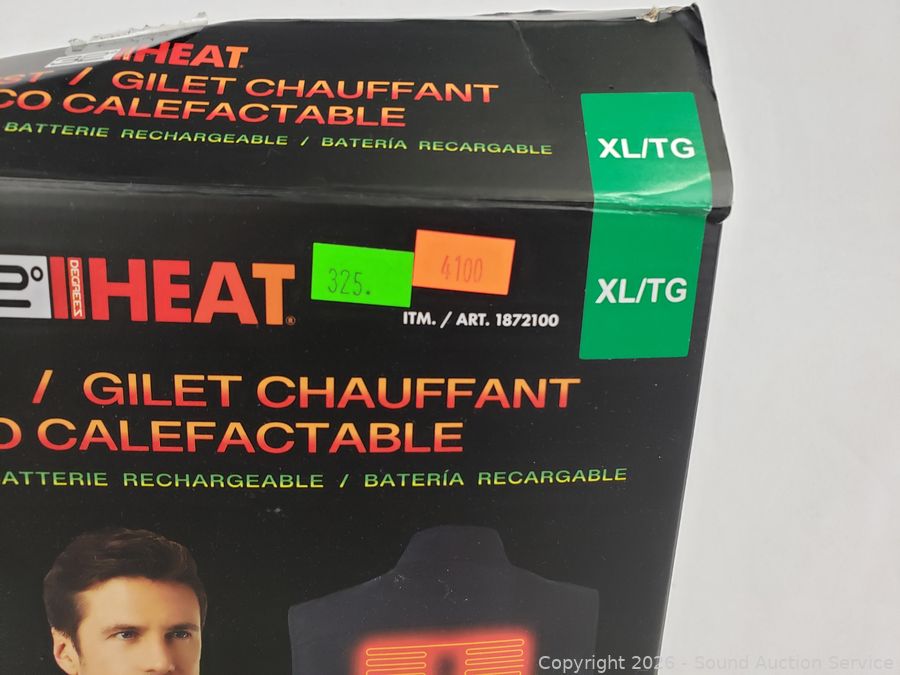 HEAT
/ GILET CHAUFFANT
CO CALEFACTABLE
BATTERIE RECHARGEABLE / BATERÍA RECARGABLE
XL/TG
DEGREES
HEAT®
325.
4100
ITM. / ART. 1872100
XL/TG
/ GILET CHAUFFANT
O CALEFACTABLE
ATTERIE RECHARGEABLE / BATERÍA RECARGABLE
Copyright 2026 - Sound Auction Service